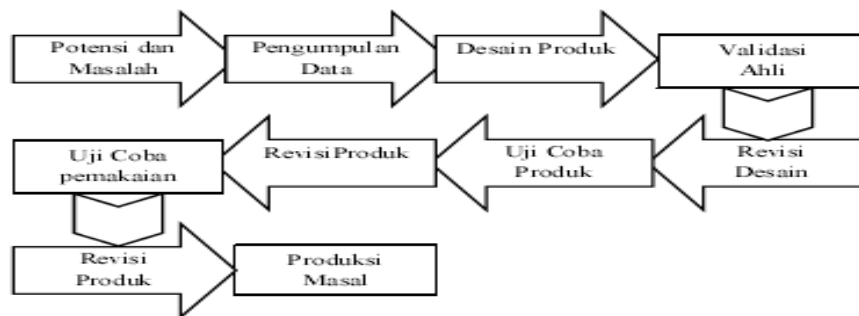 Potensi dan
Masalah
Pengumpulan
Data
Desain Produk
Validasi
Ahli
Revisi
Desain
Uji Coba
Produk
Revisi Produk
Uji Coba
pemakaian
Revisi
Produk
Produksi
Masal